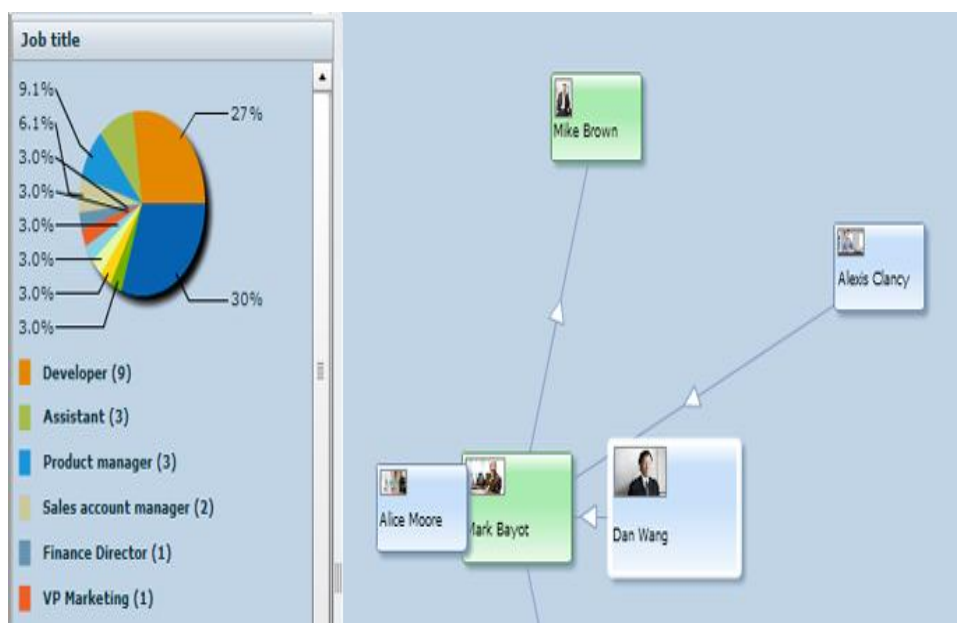 Job title
9.1%
6.1%
3.0%
3.0%
3.0%
3.0%
3.0%
3.0%
27%
30%
Developer (9)
Assistant (3)
Product manager (3)
Sales account manager (2)
Finance Director (1)
VP Marketing (1)
Mike Brown
Alexis Clancy
Alice Moore
Mark Bayot
Dan Wang